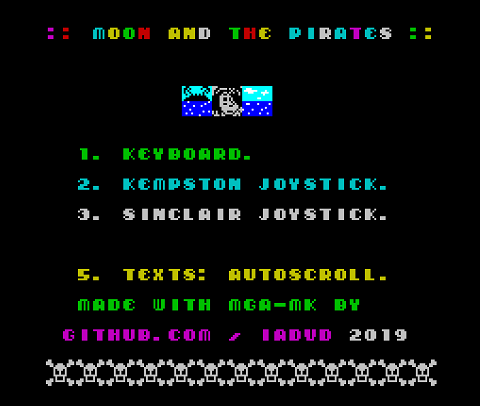 :: MOON AND THE PIRATES ::
1. KEYBOARD.
2. KEMPSTON JOYSTICK.
3. SINCLAIR JOYSTICK.
5. TEXTS: AUTOSCROLL.
MADE WITH MGA-MK BY
GITHUB.COM / IADVD 2019